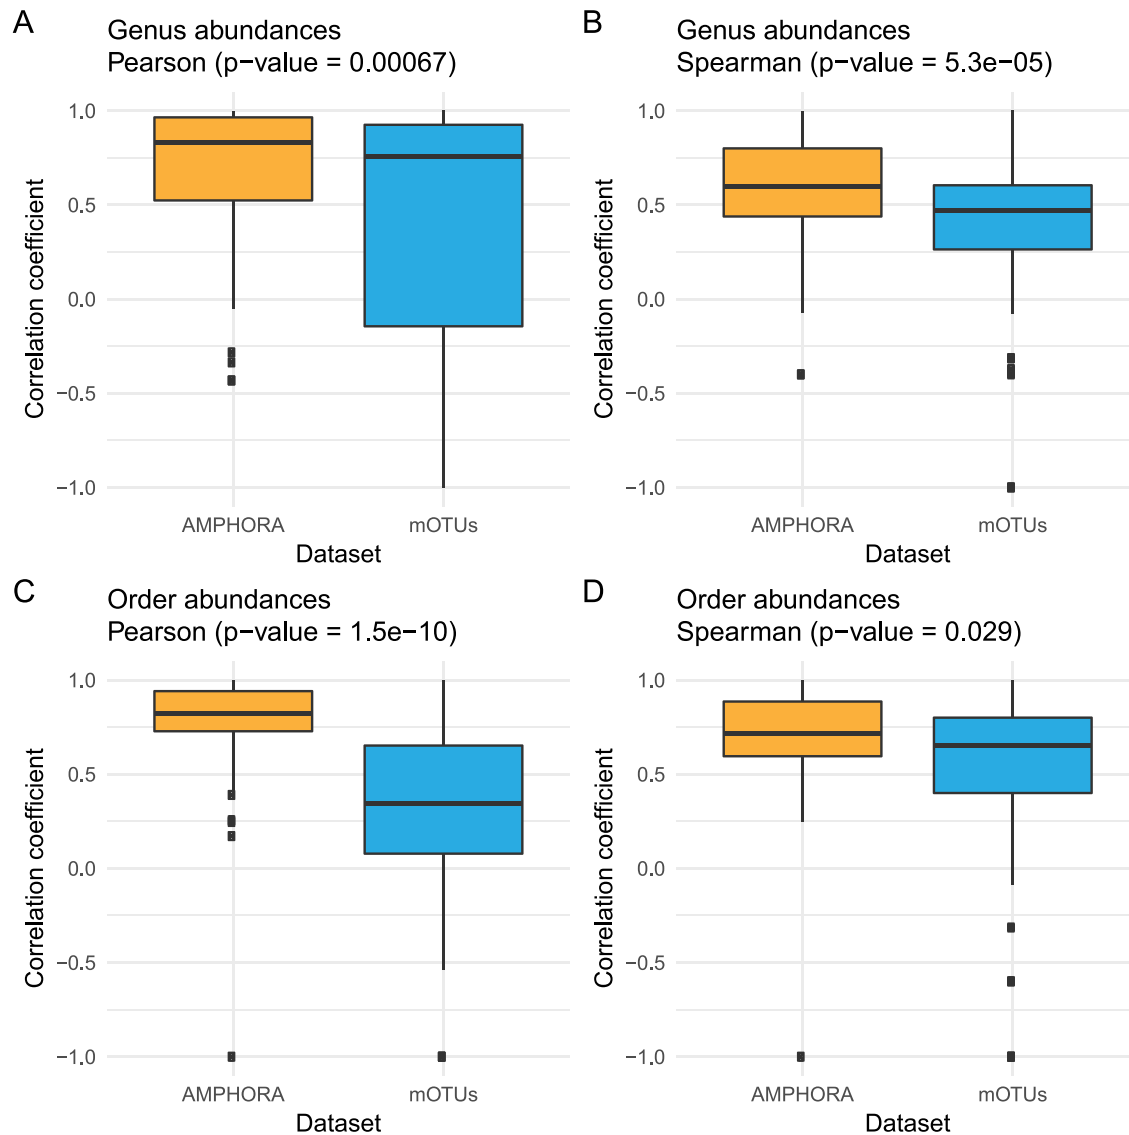 A
Genus abundances
Pearson (p−value = 0.00067)
1.0
0.5
0.0
−0.5
−1.0
Correlation coefficient
AMPHORA
mOTUs
Dataset
B
Genus abundances
Spearman (p−value = 5.3e−05)
1.0
0.5
0.0
−0.5
−1.0
Correlation coefficient
AMPHORA
mOTUs
Dataset
C
Order abundances
Pearson (p−value = 1.5e−10)
1.0
0.5
0.0
−0.5
−1.0
Correlation coefficient
AMPHORA
mOTUs
Dataset
D
Order abundances
Spearman (p−value = 0.029)
1.0
0.5
0.0
−0.5
−1.0
Correlation coefficient
AMPHORA
mOTUs
Dataset